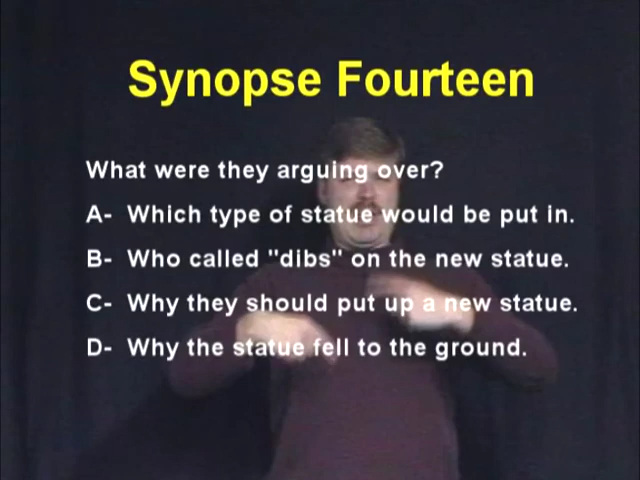 Synopse Fourteen
What were they arguing over?
A- Which type of statue would be put in.
B- Who called "dibs" on the new statue.
C- Why they should put up a new statue.
D- Why the statue fell to the ground.